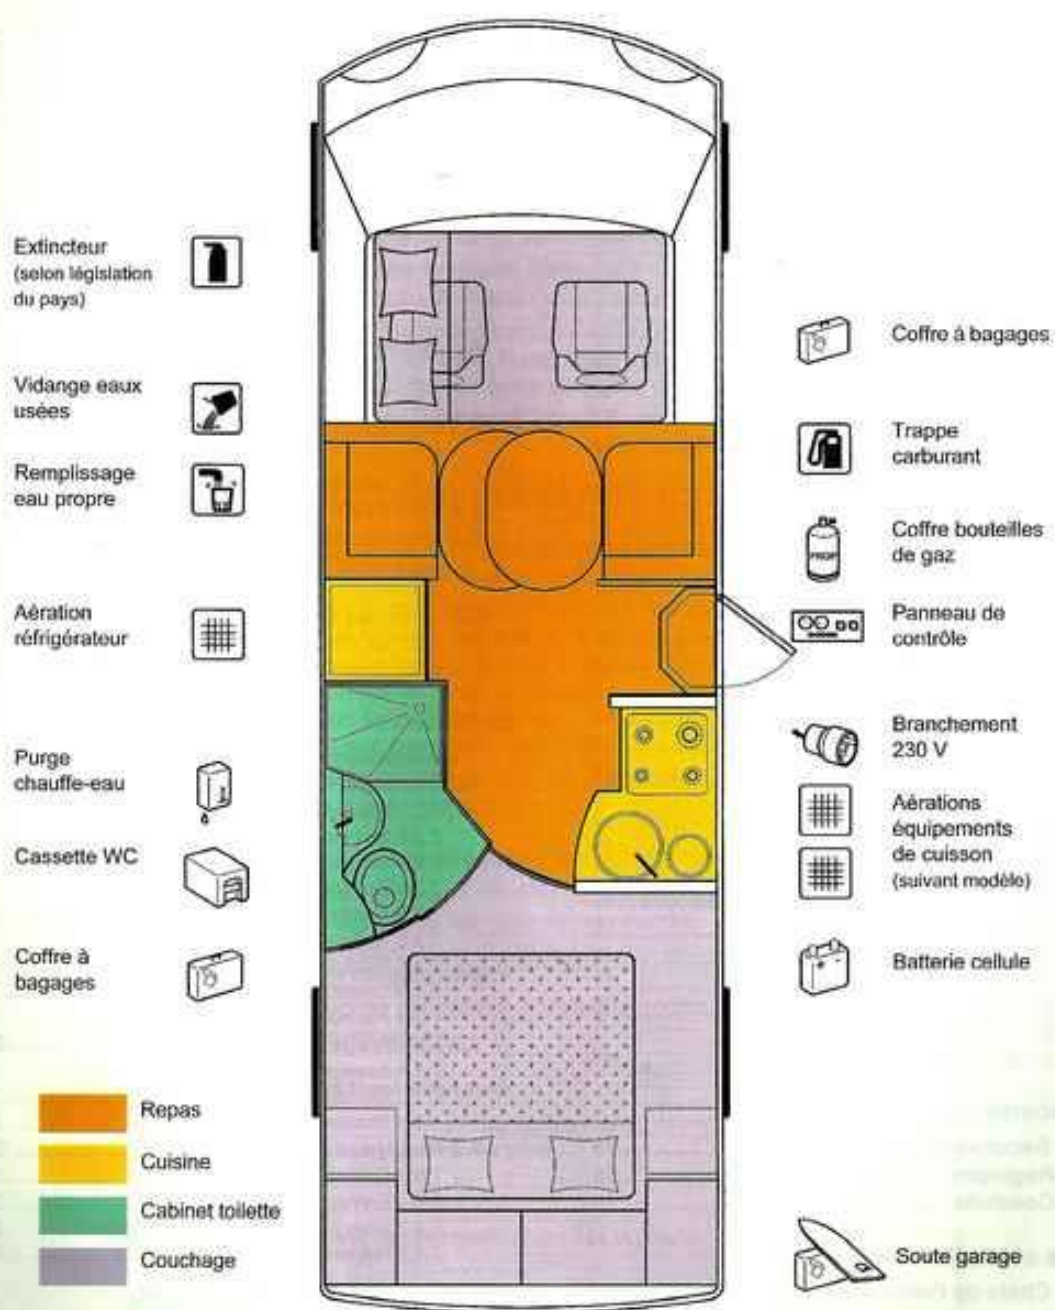 Extincteur
(selon législation
du pays)
Vidange eaux
usées
Remplissage
eau propre
Aération
réfrigérateur
Purge
chauffe-eau
Cassette WC
Coffre à
bagages
Coffre à bagages
Trappe
carburant
Coffre bouteilles
de gaz
PROP
Panneau de
contrôle
Branchement
230 V
Aérations
équipements
de cuisson
(suivant modèle)
Batterie cellule
Soute garage
Repas
Cuisine
Cabinet toilette
Couchage